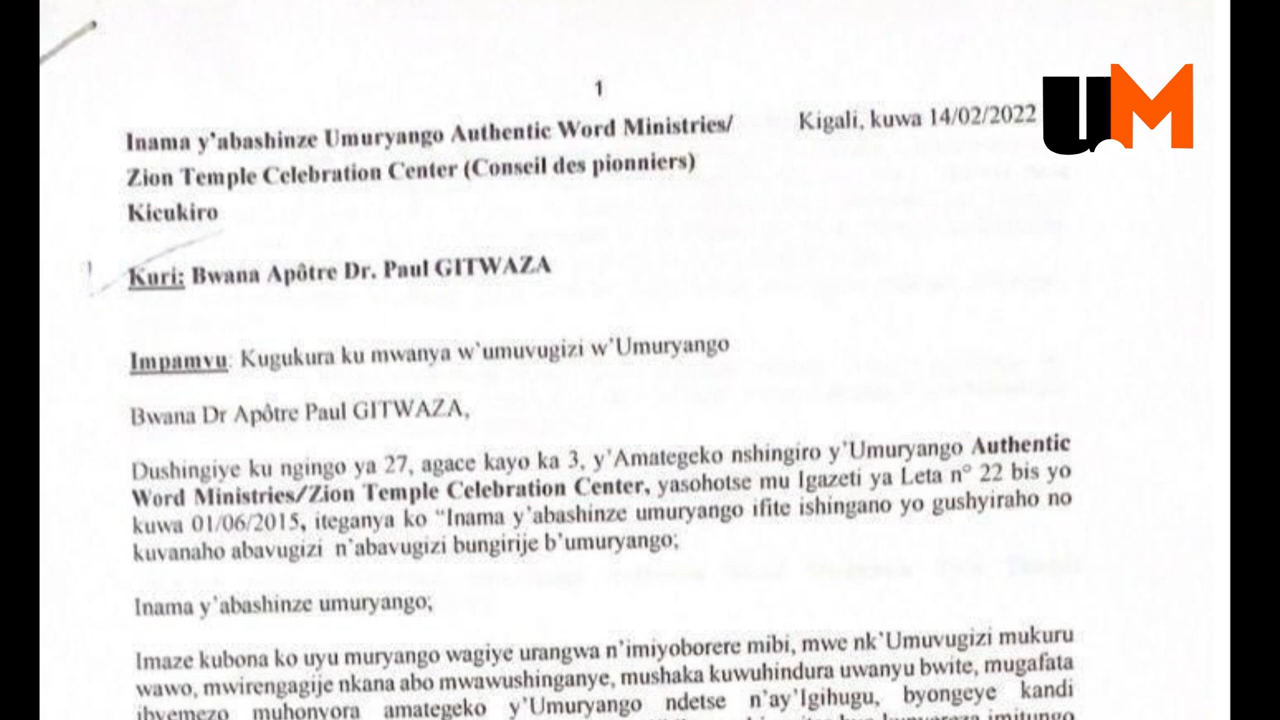 1
Inama y'abashinze Umuryango Authentic Word Ministries/
Kigali, kuwa 14/02/2022
UM
Zion Temple Celebration Center (Conseil des pionniers)
Kicukiro
Kuri: Bwana Apôtre Dr. Paul GITWAZA
Impamvu: Kugukura ku mwanya w'umuvugizi w'Umuryango
Bwana Dr Apôtre Paul GITWAZA,
Dushingiye ku ngingo ya 27, agace kayo ka 3, y'Amategeko nshingiro y'Umuryango Authentic
Word Ministries/Zion Temple Celebration Center, yasohotse mu Igazeti ya Leta n° 22 bis yo
kuwa 01/06/2015, iteganya ko "Inama y'abashinze umuryango ifite ishingano yo gushyiraho no
kuvanaho abavugizi n'abavugizi bungirije b'umuryango;
Inama y'abashinze umuryango;
Imaze kubona ko uyu muryango wagiye urangwa n'imiyoborere mibi, mwe nk'Umuvugizi mukuru
wawo, mwirengagije nkana abo mwawushinganye, mushaka kuwuhindura uwanyu bwite, mugafata
ibyemezo muhonyora amategeko y'Umuryango ndetse n'ay'Igihugu, byongeye kandi
imitungo